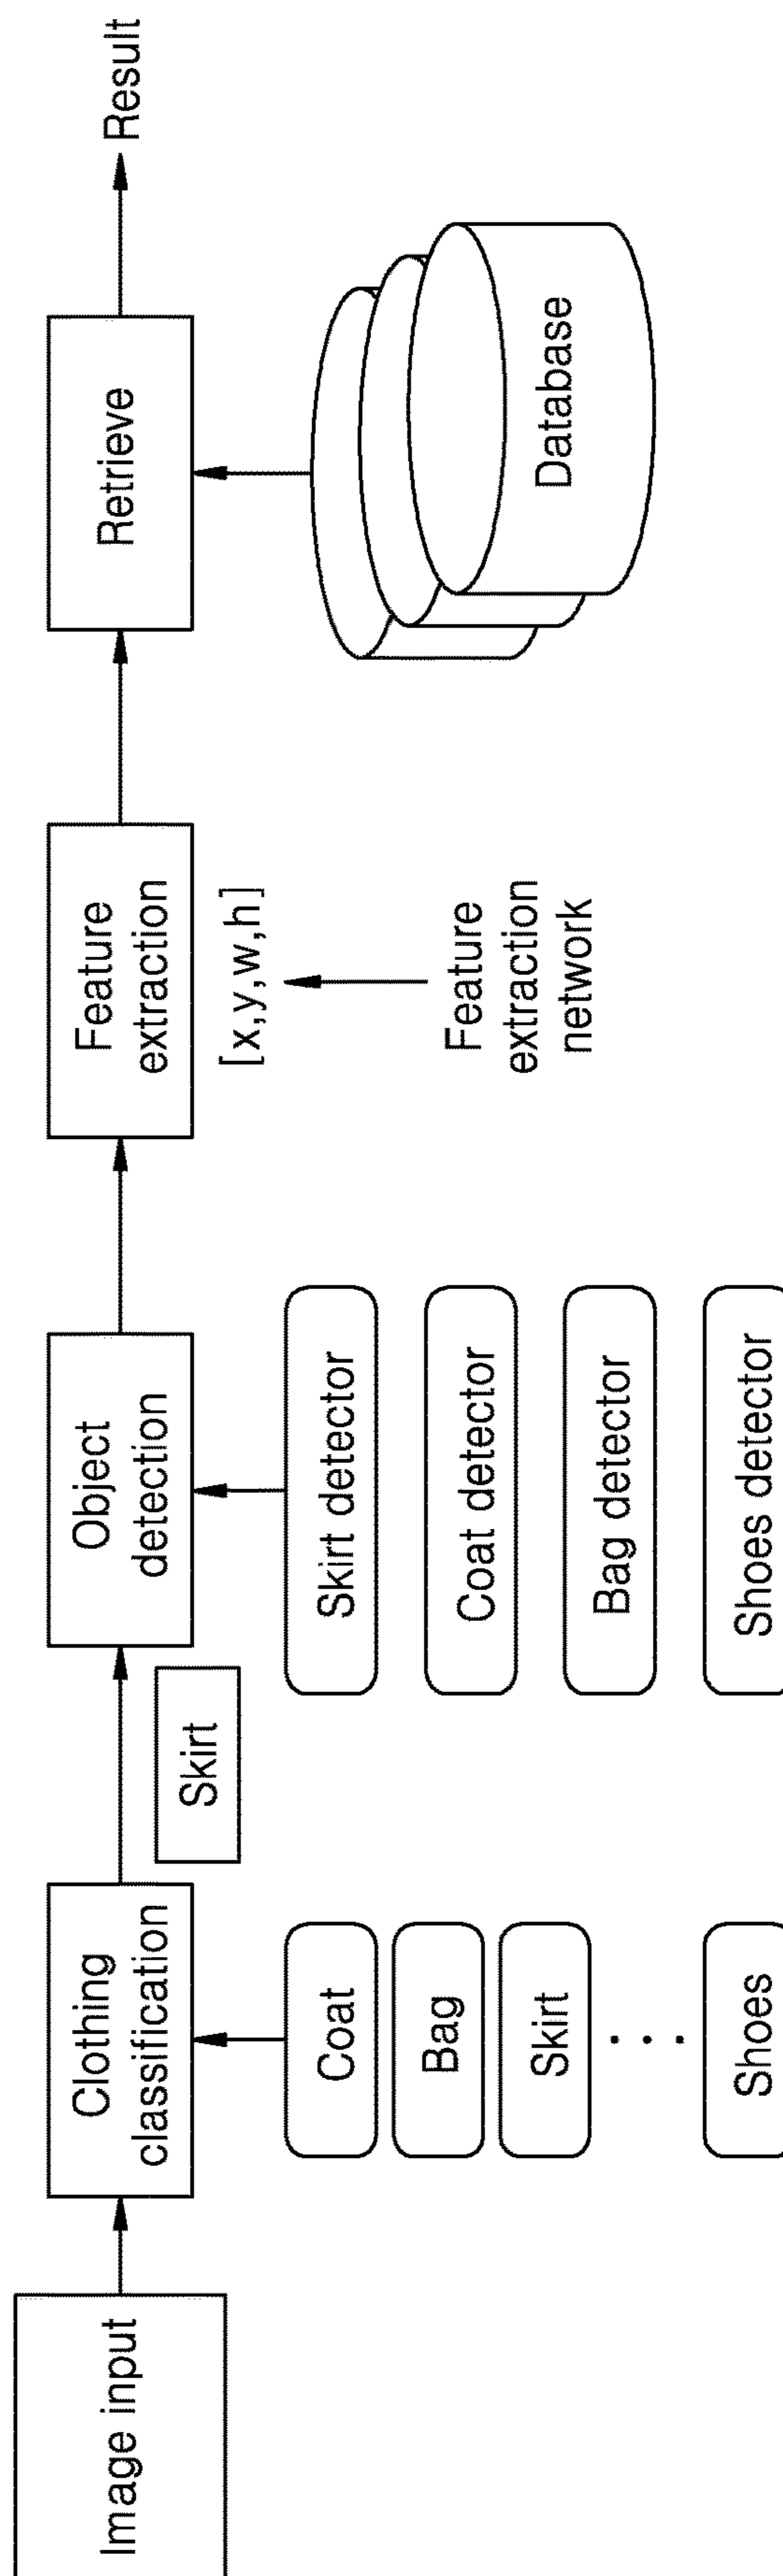 Image input
Clothing
classification
Skirt
Object
detection
Feature
extraction
Retrieve
Result
Coat
Bag
Skirt
Shoes
Skirt detector
Coat detector
Bag detector
Shoes detector
[x,y,w,h]
Feature
extraction
network
Database